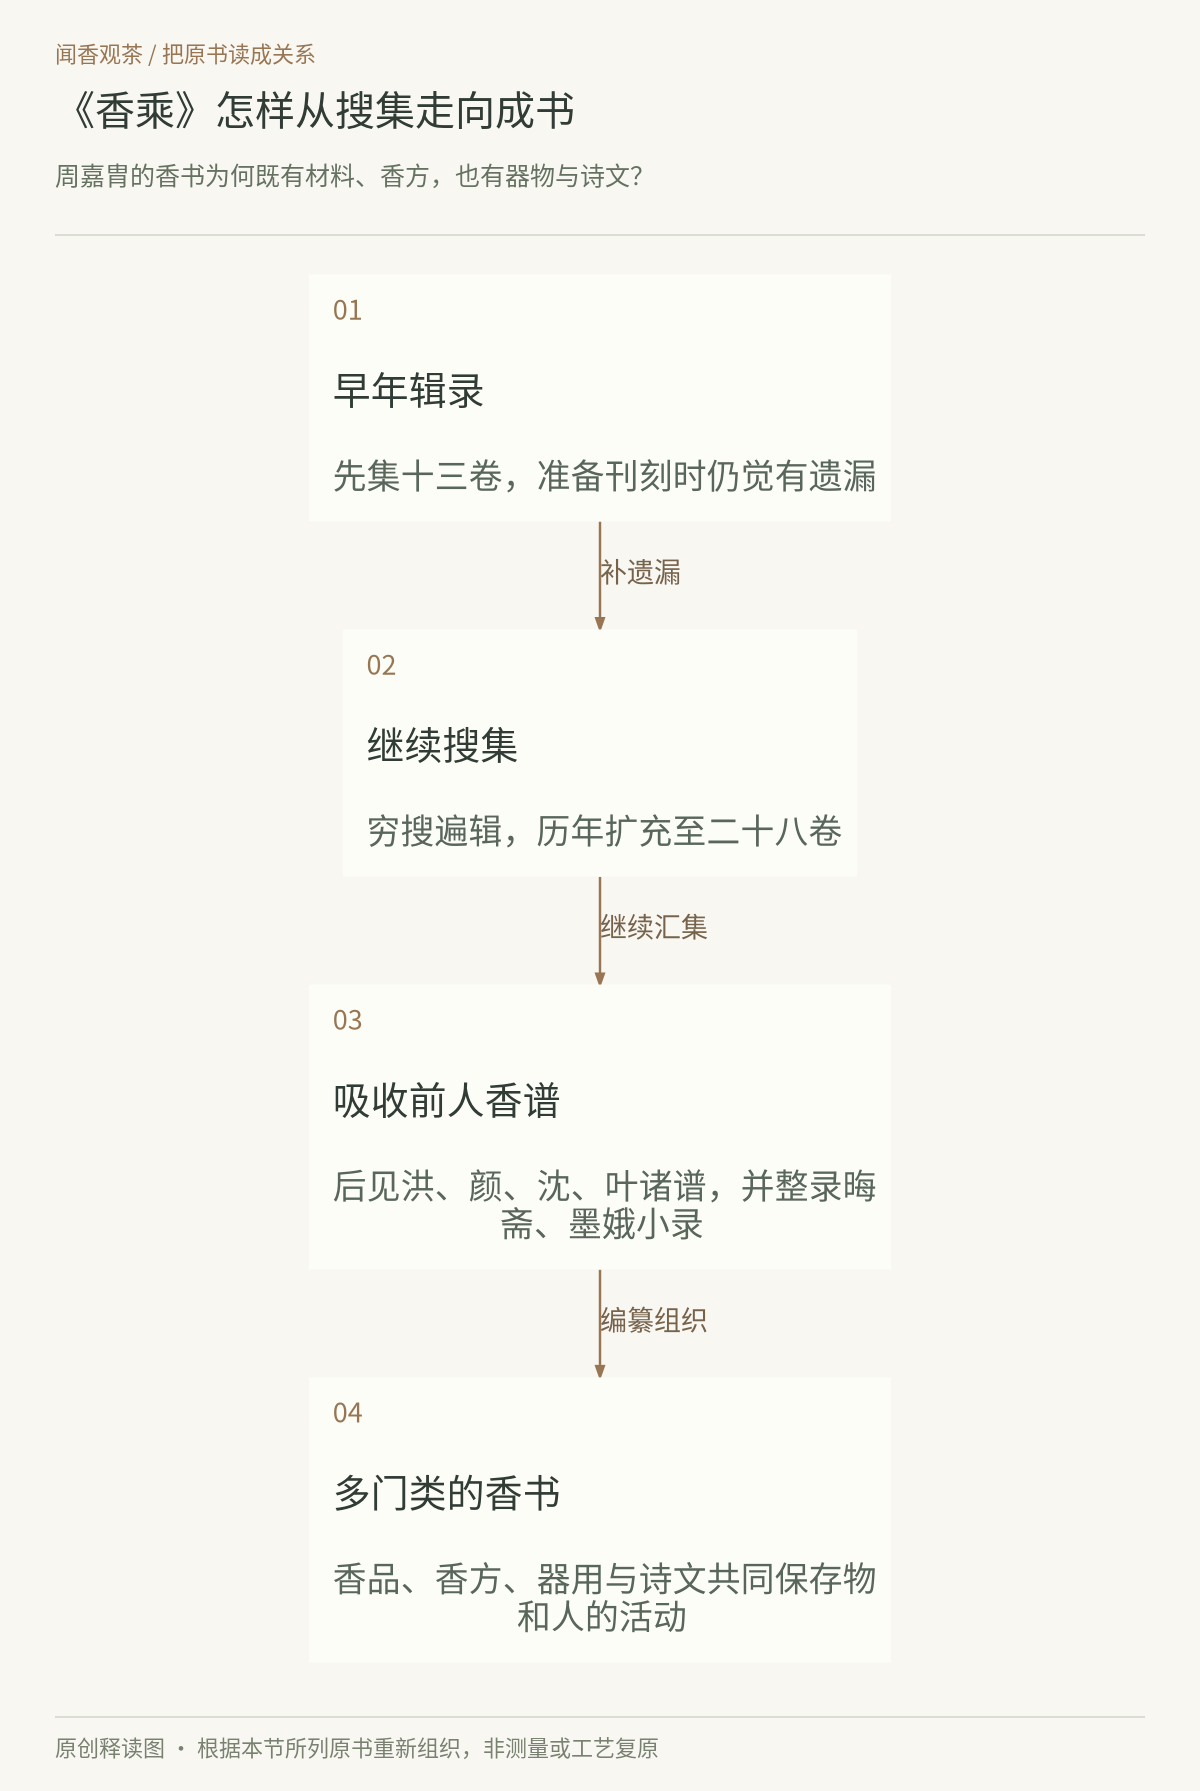 闻香观茶 / 把原书读成关系
《香乘》怎样从搜集走向成书
周嘉胄的香书为何既有材料、香方，也有器物与诗文？
01
早年辑录
先集十三卷，准备刊刻时仍觉有遗漏
补遗漏
02
继续搜集
穷搜遍辑，历年扩充至二十八卷
继续汇集
03
吸收前人香谱
后见洪、颜、沈、叶诸谱，并整录晦
斋、墨娥小录
编纂组织
04
多门类的香书
香品、香方、器用与诗文共同保存物
和人的活动
原创释读图 · 根据本节所列原书重新组织，非测量或工艺复原